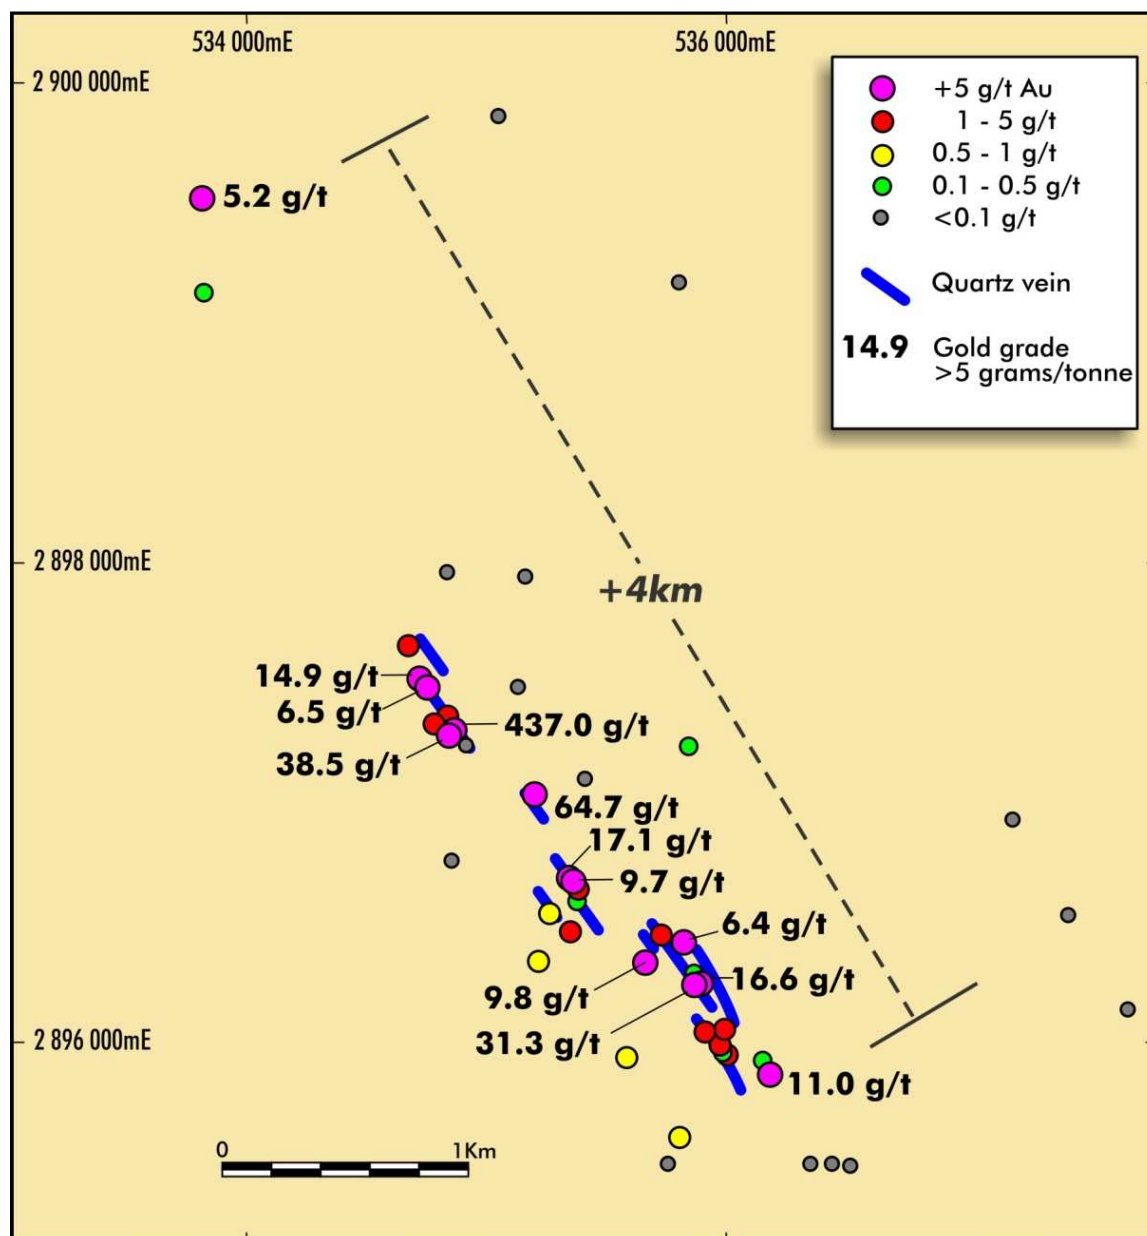 534 000mE
536 000mE
2 900 000mE
+5 g/t Au
1 - 5 g/t
0.5 - 1 g/t
0.1 - 0.5 g/t
<0.1 g/t
Quartz vein
14.9 Gold grade
>5 grams/tonne
5.2 g/t
2 898 000mE
+4km
14.9 g/t
6.5 g/t
437.0 g/t
38.5 g/t
64.7 g/t
17.1 g/t
9.7 g/t
6.4 g/t
16.6 g/t
9.8 g/t
31.3 g/t
2 896 000mE
11.0 g/t
0 1Km